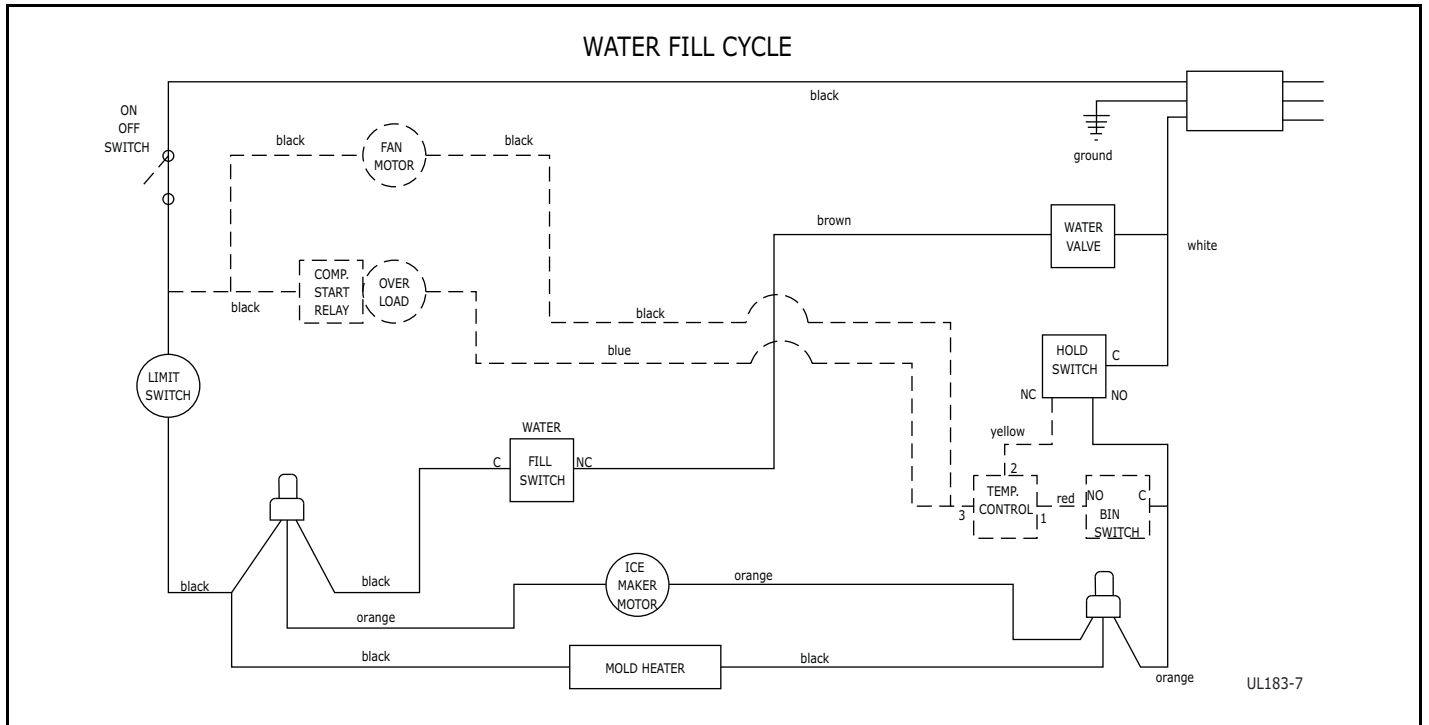 WATER FILL CYCLE
black
ON
OFF
SWITCH
black
FAN
MOTOR
black
ground
brown
WATER
VALVE
white
COMP.
START
RELAY
OVER
LOAD
black
black
blue
HOLD
SWITCH
C
NC
NO
LIMIT
SWITCH
WATER
C
FILL
SWITCH
NC
yellow
2
TEMP.
CONTROL
3
1
red
NO
C
BIN
SWITCH
black
black
orange
ICE
MAKER
MOTOR
orange
black
MOLD HEATER
black
orange
UL183-7